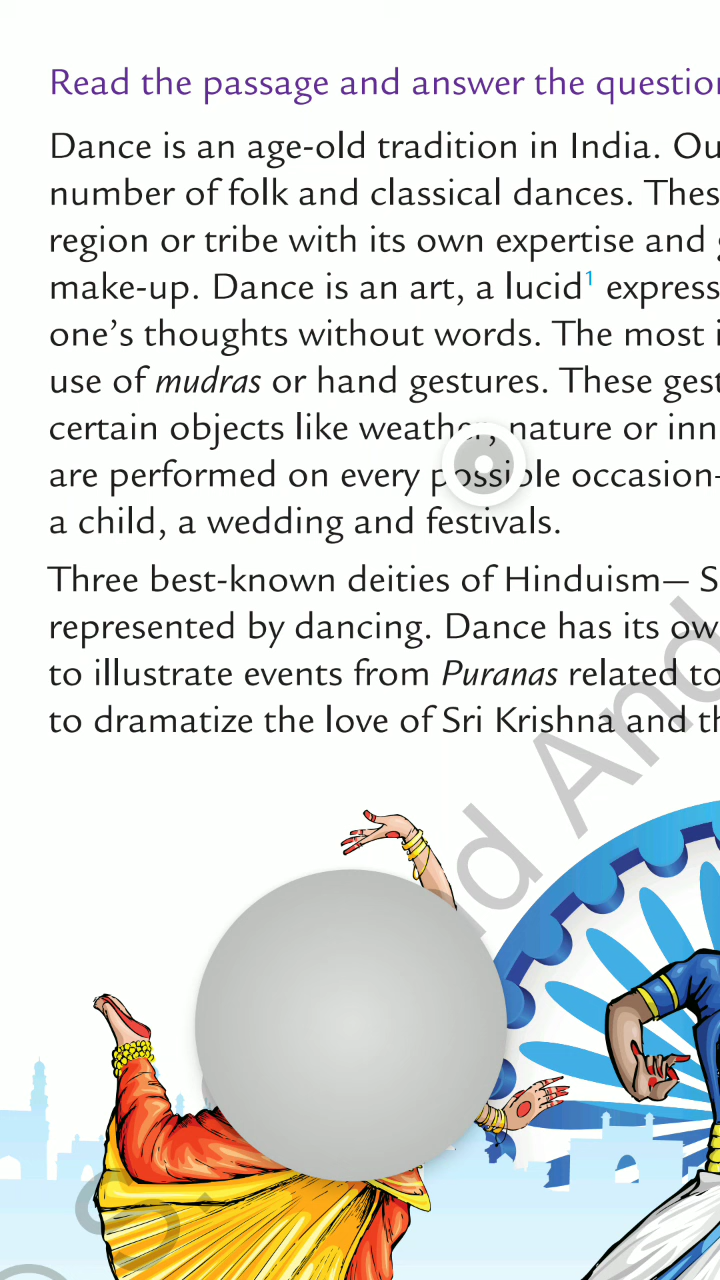 Read the passage and answer the question
Dance is an age-old tradition in India. Ou
number of folk and classical dances. Thes
region or tribe with its own expertise and g
make-up. Dance is an art, a lucid¹ express
one's thoughts without words. The most i
use of mudras or hand gestures. These gest
certain objects like weather, nature or inn
are performed on every possible occasion–
a child, a wedding and festivals.
Three best-known deities of Hinduism— S
represented by dancing. Dance has its ow
to illustrate events from Puranas related to
to dramatize the love of Sri Krishna and th
© S. d And